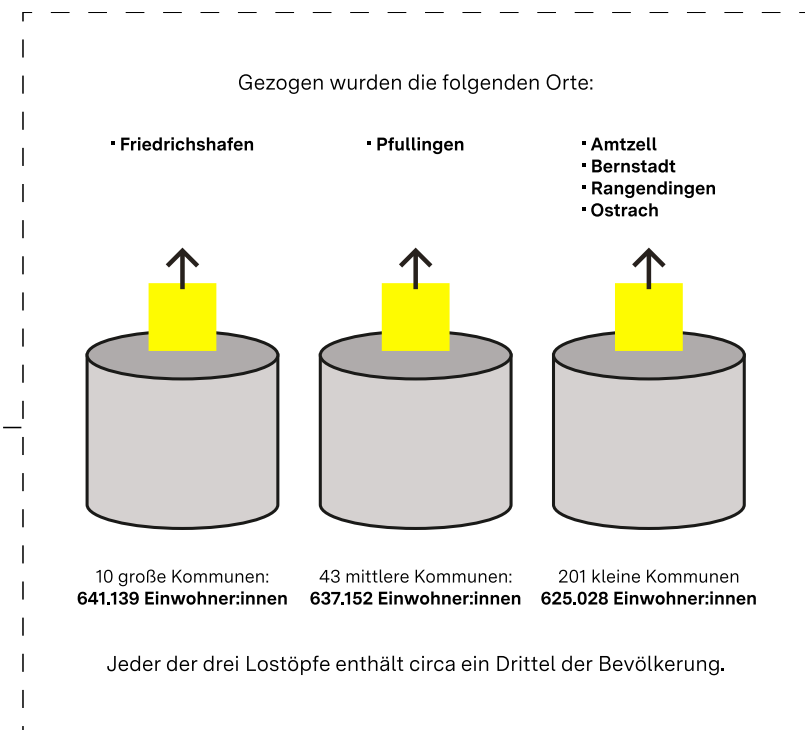 Gezogen wurden die folgenden Orte:
▪ Friedrichshafen
▪ Pfullingen
▪ Amtzell
▪ Bernstadt
▪ Rangendingen
▪ Ostrach
10 große Kommunen:
641.139 Einwohner:innen
43 mittlere Kommunen:
637.152 Einwohner:innen
201 kleine Kommunen
625.028 Einwohner:innen
Jeder der drei Lostöpfe enthält circa ein Drittel der Bevölkerung.